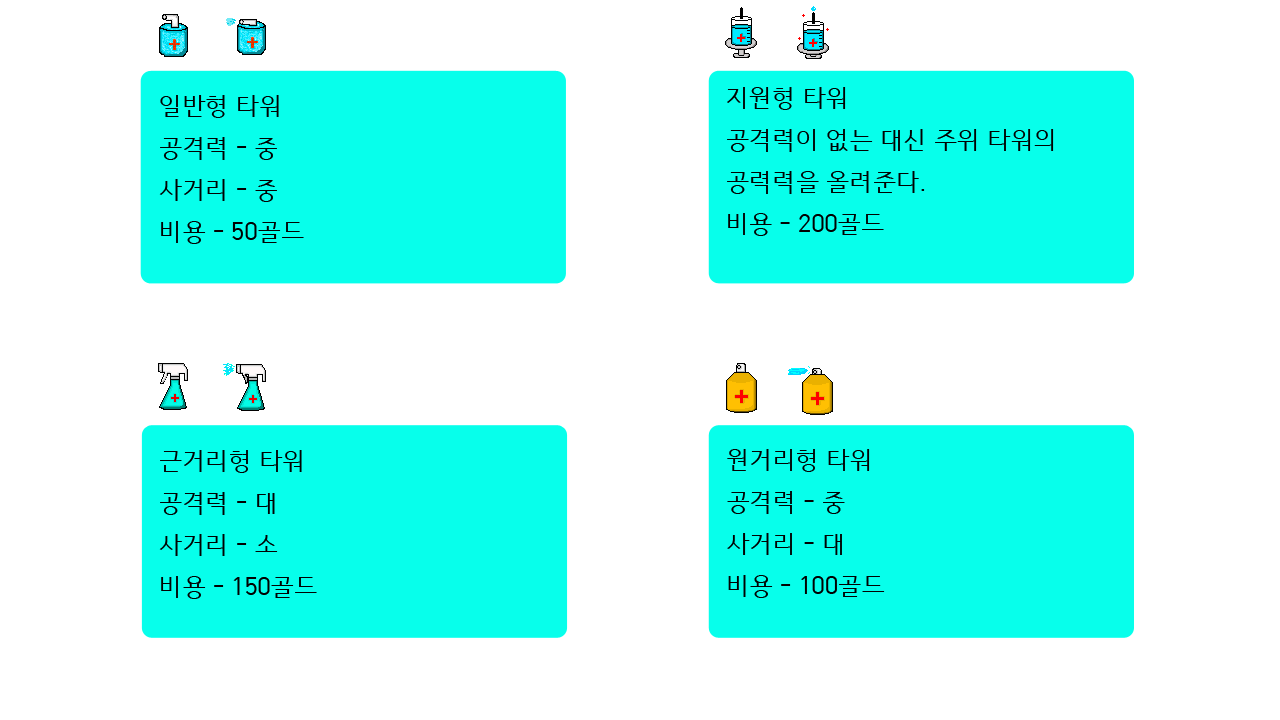 일반형 타워
공격력 - 중
사거리 - 중
비용 - 50골드
지원형 타워
공격력이 없는 대신 주위 타워의
공력력을 올려준다.
비용 - 200골드
근거리형 타워
공격력 - 대
사거리 - 소
비용 - 150골드
원거리형 타워
공격력 - 중
사거리 - 대
비용 - 100골드